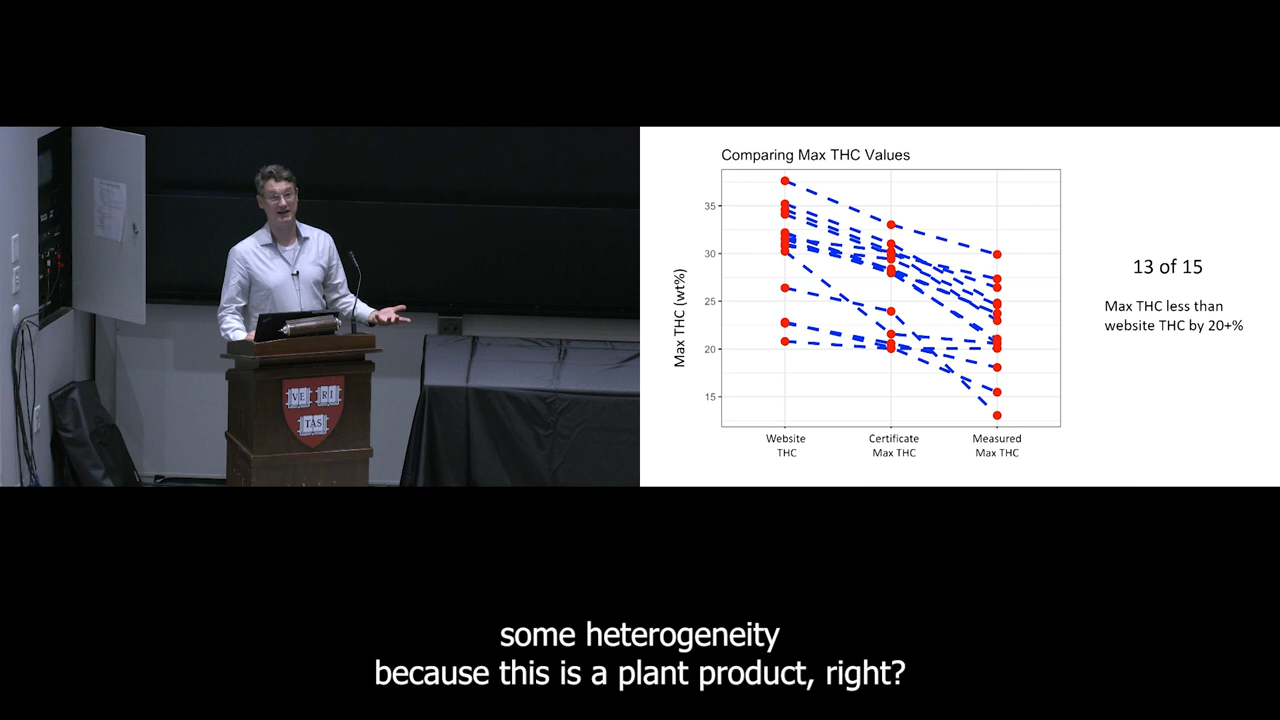 VE
RI
TAS
Comparing Max THC Values
Max THC (wt%)
35
30
25
20
15
Website
THC
Certificate
Max THC
Measured
Max THC
13 of 15
Max THC less than
website THC by 20+%
some heterogeneity
because this is a plant product, right?